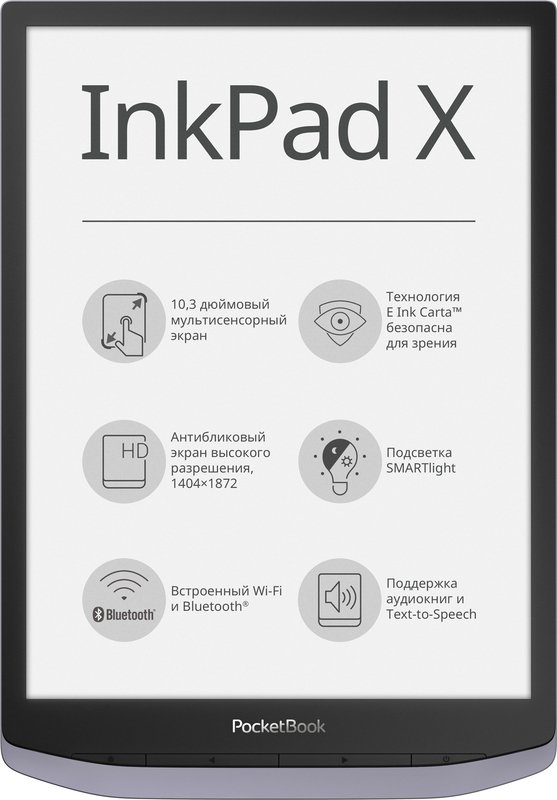 InkPad X
10,3 дюймовый
мультисенсорный
экран
Технология
E Ink Carta™
безопасна
для зрения
HD
Антибликовый
экран высокого
разрешения,
1404×1872
Подсветка
SMARTlight
Bluetooth®
Встроенный Wi-Fi
и Bluetooth®
Поддержка
аудиокниг и
Text-to-Speech
PocketBook